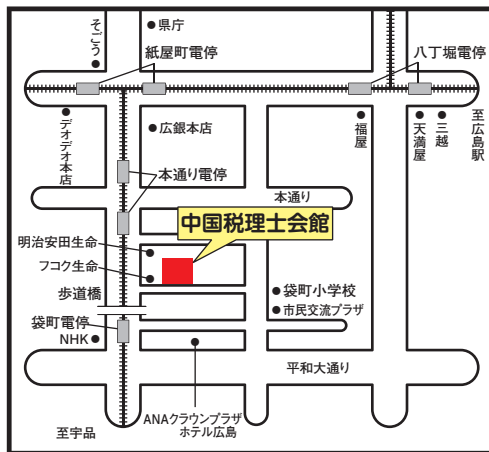 そごう
県庁
紙屋町電停
八丁堀電停
デオデオ本店
広銀本店
福屋
天満屋
三越
至広島駅
本通り電停
本通り
中国税理士会館
明治安田生命
フコク生命
歩道橋
袋町小学校
市民交流プラザ
袋町電停
NHK
平和大通り
ANAクラウンプラザ
ホテル広島
至宇品